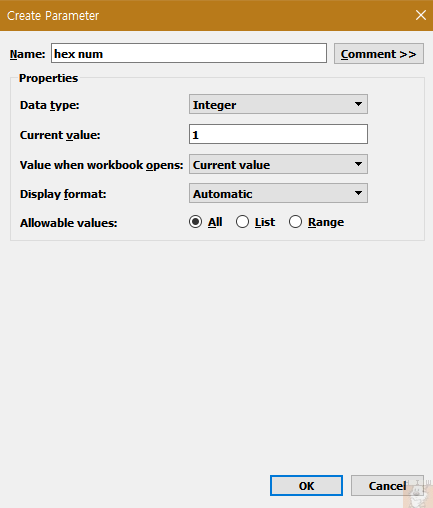 Create Parameter
Name: hex num Comment >>
Properties
Data type: Integer
Current value: 1
Value when workbook opens: Current value
Display format: Automatic
Allowable values: All List Range
OK Cancel